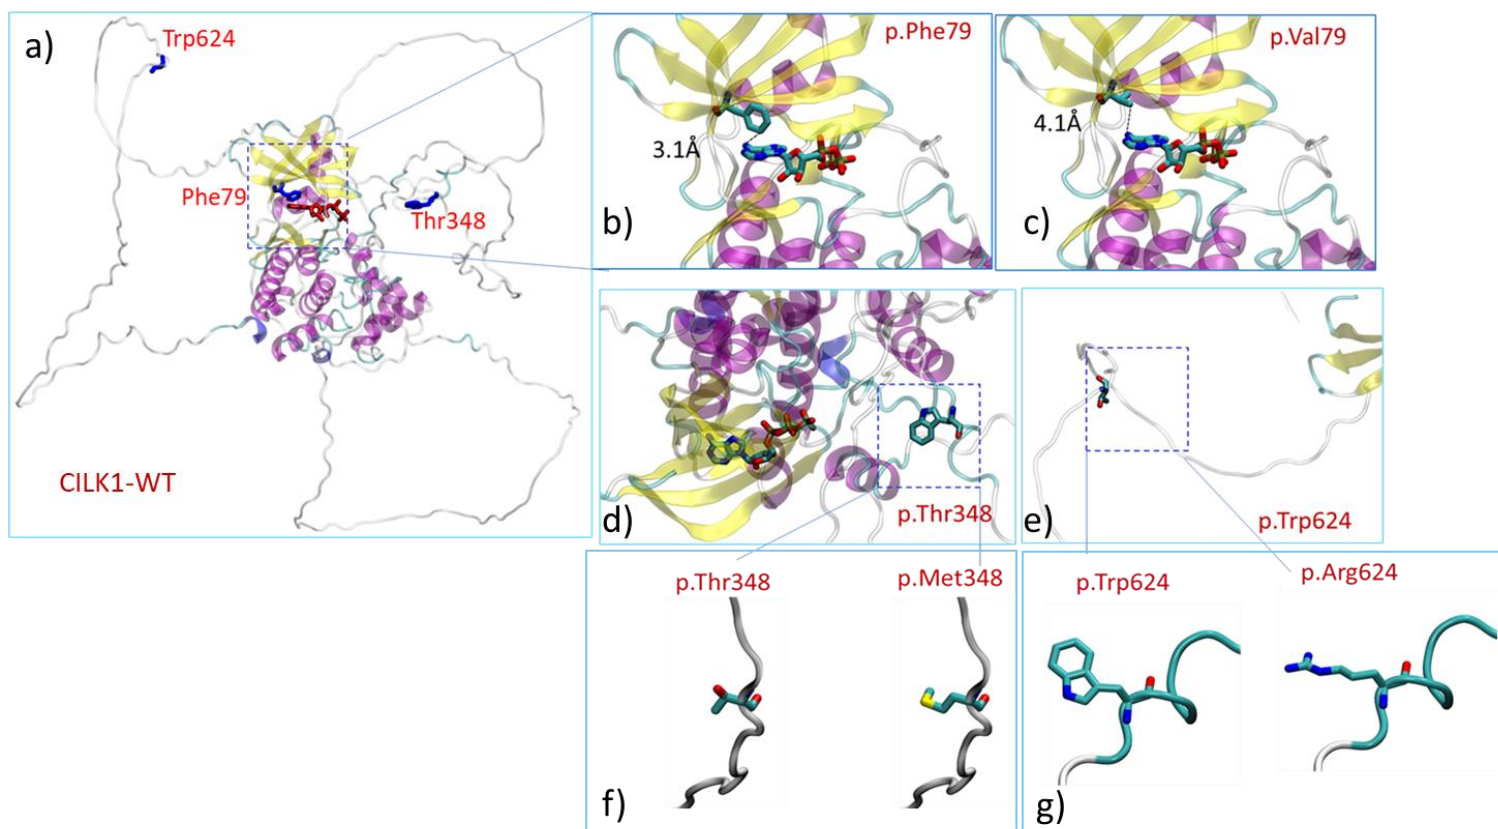 a)
Trp624
Phe79
Thr348
CILK1-WT
p.Phe79
3.1Å
b)
p.Val79
4.1Å
c)
d)
p.Thr348
e)
p.Trp624
p.Thr348
p.Met348
f)
p.Trp624
p.Arg624
g)